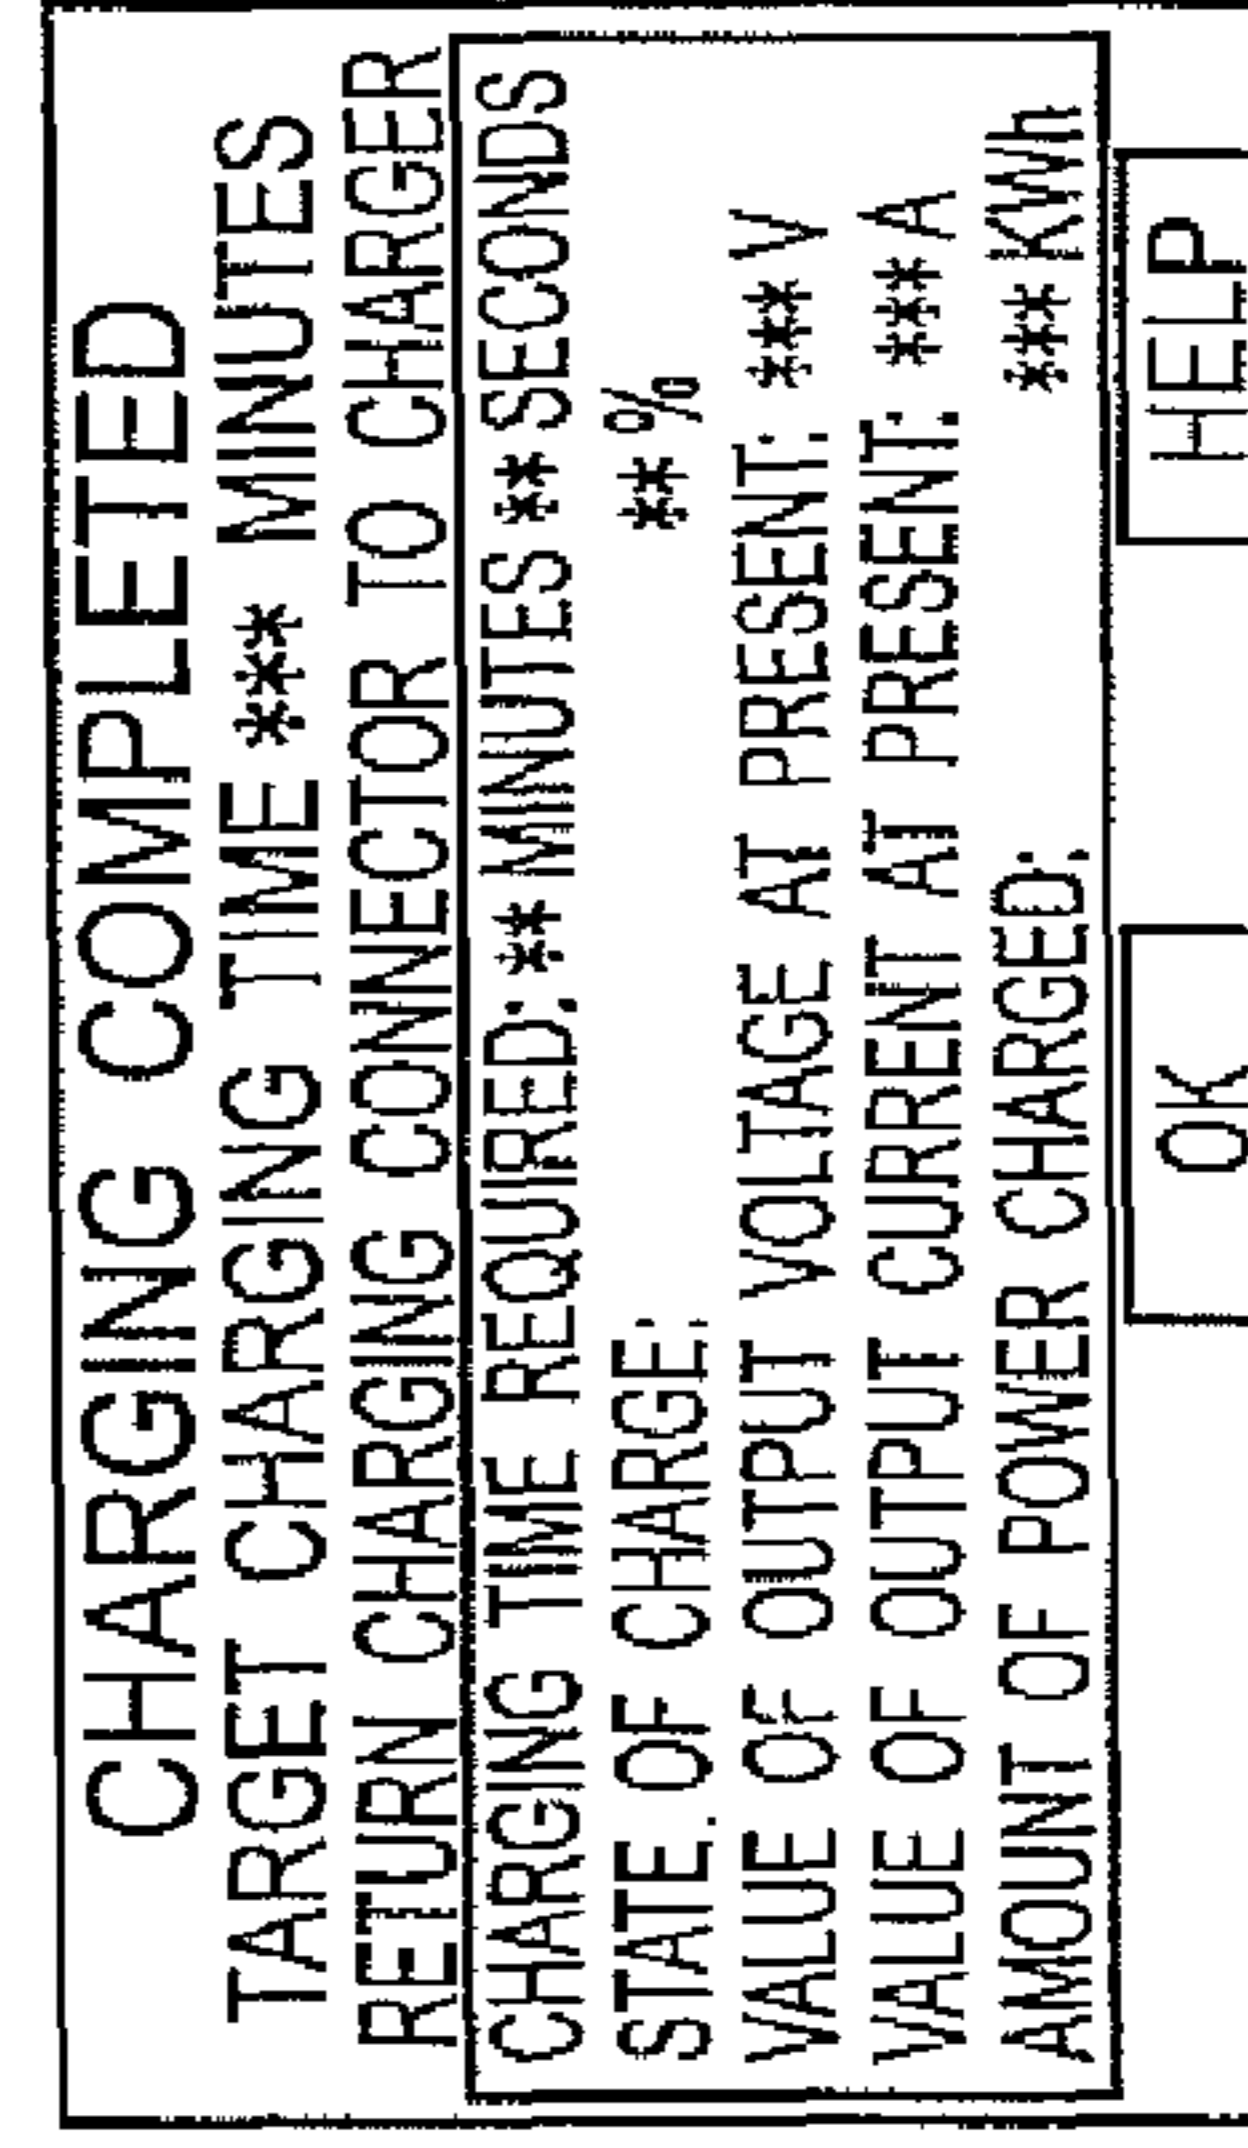 CHARGING COMPLETED
TARGET CHARGING TIME *** MINUTES
RETURN CHARGING CONNECTOR TO CHARGER
CHARGING TIME REQUIRED: ** MINUTES ** SECONDS
STATE OF CHARGE: ** %
VALUE OF OUTPUT VOLTAGE AT PRESENT: *** V
VALUE OF OUTPUT CURRENT AT PRESENT: *** A
AMOUNT OF POWER CHARGED: *** KWh
OK HELP